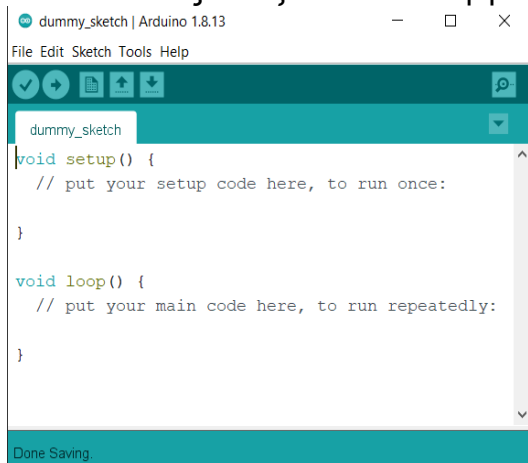 dummy_sketch | Arduino 1.8.13
File Edit Sketch Tools Help
dummy_sketch
void setup() {
  // put your setup code here, to run once:
}
void loop() {
  // put your main code here, to run repeatedly:
}
Done Saving.